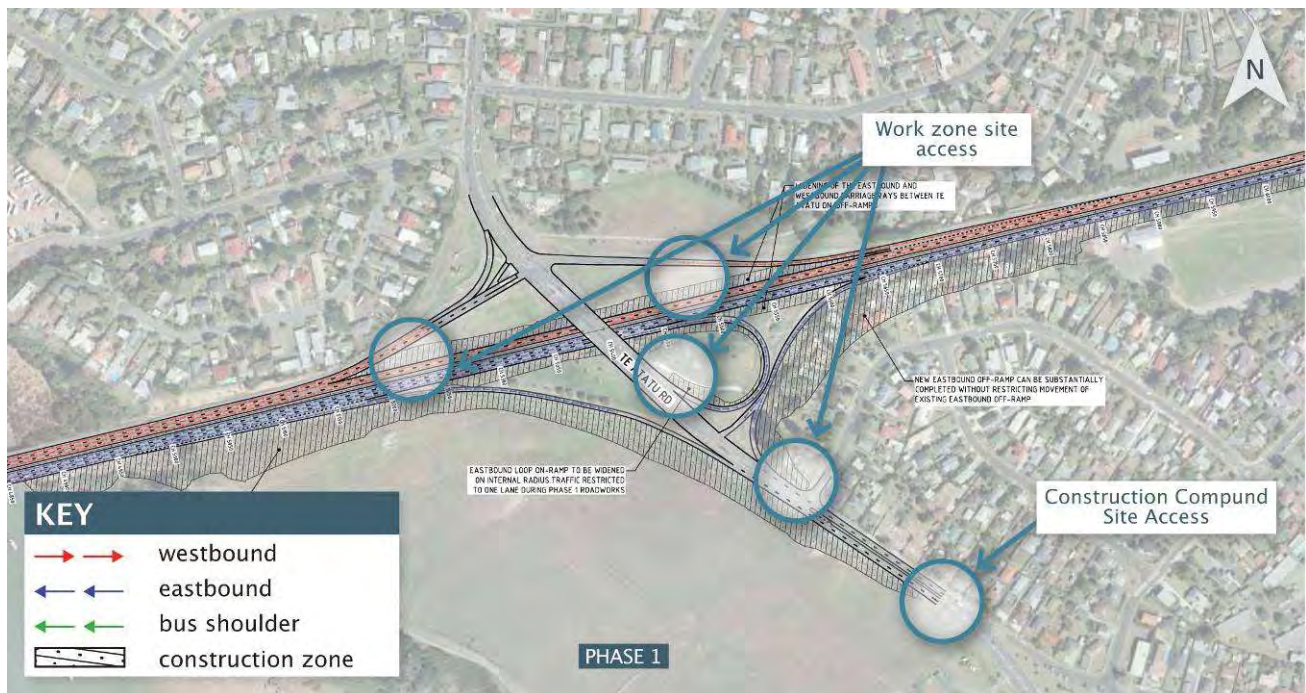 N
Work zone site
access
WIDENING OF THE EASTBOUND AND
WESTBOUND CARRIAGEWAYS BETWEEN TE
ATATU ON-OFF-RAMPS
TE ATATU RD
NEW EASTBOUND OFF-RAMP CAN BE SUBSTANTIALLY
COMPLETED WITHOUT RESTRICTING MOVEMENT OF
EXISTING EASTBOUND OFF-RAMP
EASTBOUND LOOP ON-RAMP TO BE WIDENED
ON INTERNAL RADIUS TRAFFIC RESTRICTED
TO ONE LANE DURING PHASE 1 ROADWORKS
Construction Compund
Site Access
KEY
westbound
eastbound
bus shoulder
construction zone
PHASE 1